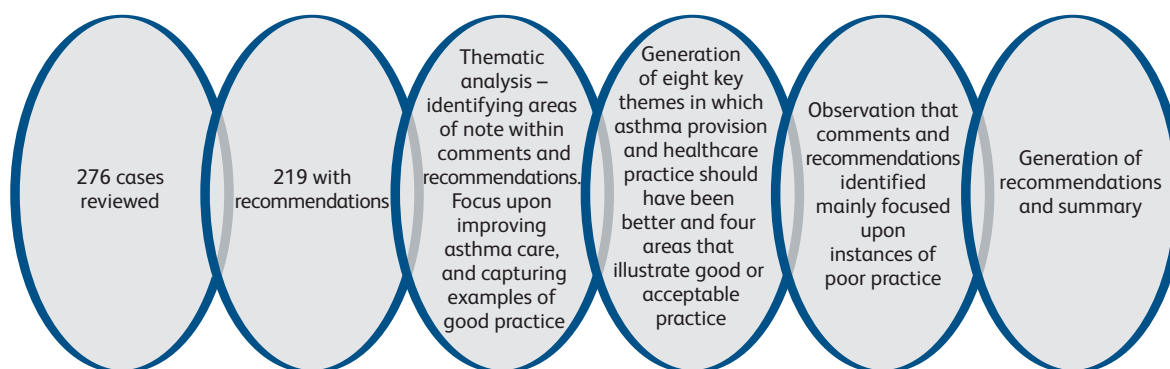 276 cases
reviewed
219 with
recommendations
Thematic
analysis –
identifying areas
of note within
comments and
recommendations.
Focus upon
improving
asthma care,
and capturing
examples of
good practice
Generation
of eight key
themes in which
asthma provision
and healthcare
practice should
have been
better and four
areas that
illustrate good or
acceptable
practice
Observation that
comments and
recommendations
identified
mainly focused
upon
instances of
poor practice
Generation of
recommendations
and summary